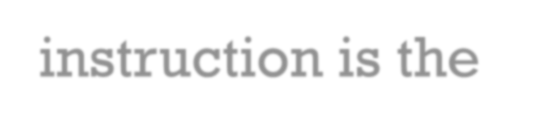 instruction is the